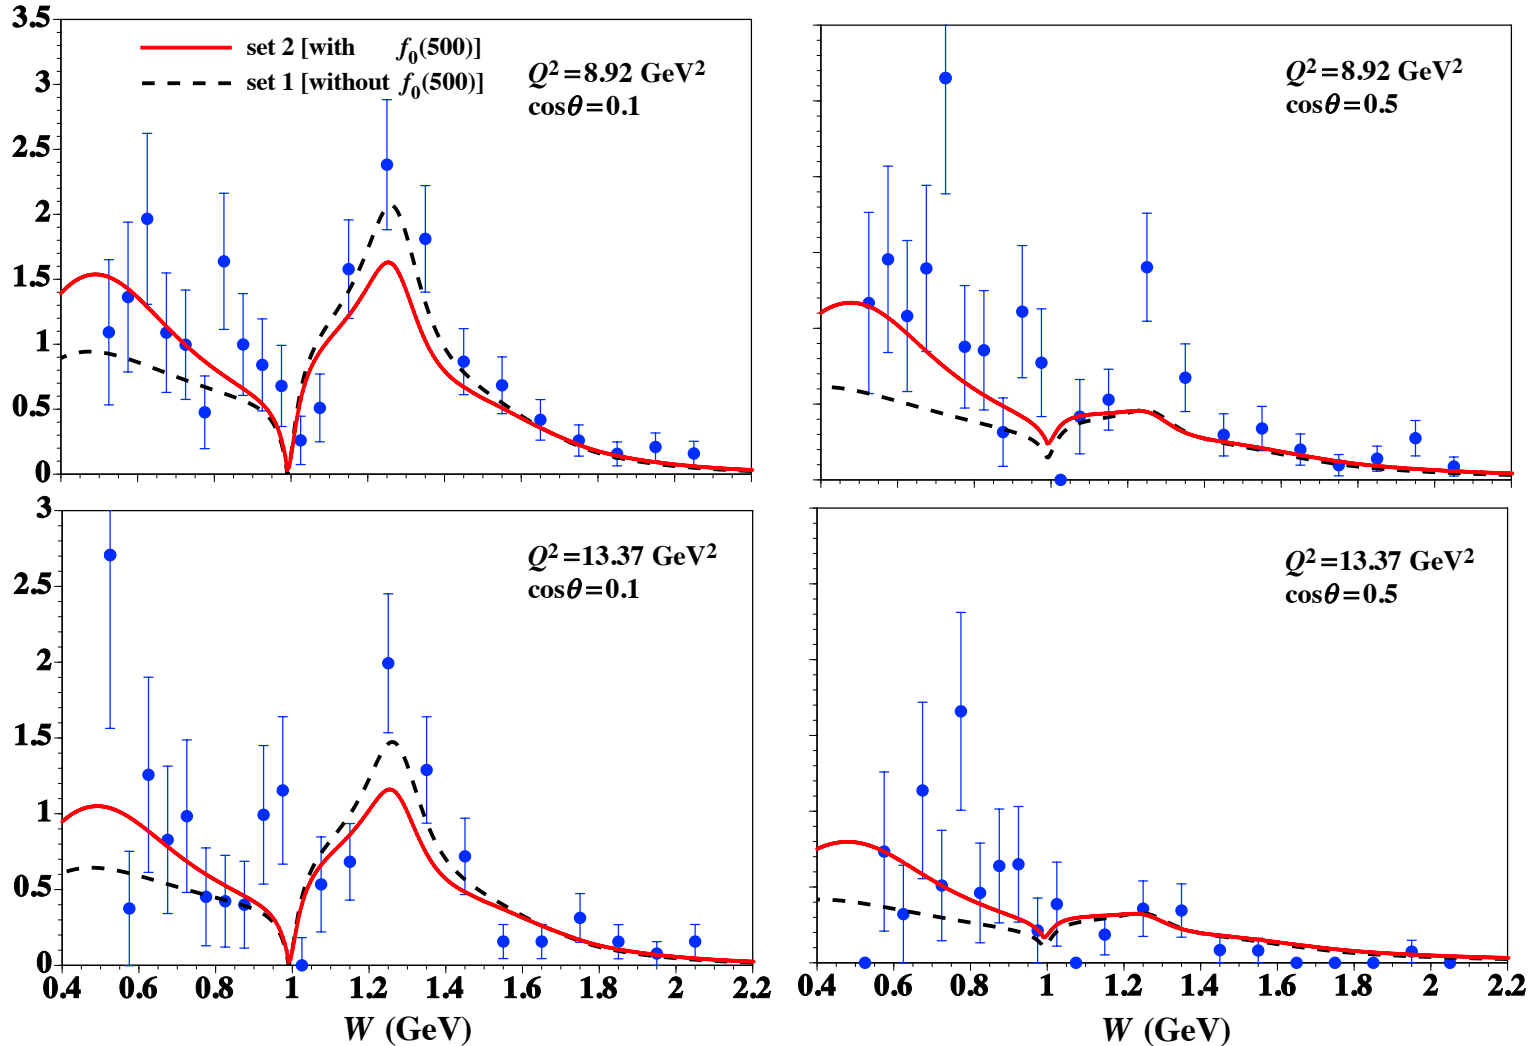 3.5
3
2.5
2
1.5
1
0.5
0
set 2 [with f₀(500)]
set 1 [without f₀(500)]
Q²=8.92 GeV²
cosθ=0.1
Q²=8.92 GeV²
cosθ=0.5
3
2.5
2
1.5
1
0.5
0
Q²=13.37 GeV²
cosθ=0.1
Q²=13.37 GeV²
cosθ=0.5
0.4 0.6 0.8 1 1.2 1.4 1.6 1.8 2 2.2
W (GeV)
0.4 0.6 0.8 1 1.2 1.4 1.6 1.8 2 2.2
W (GeV)